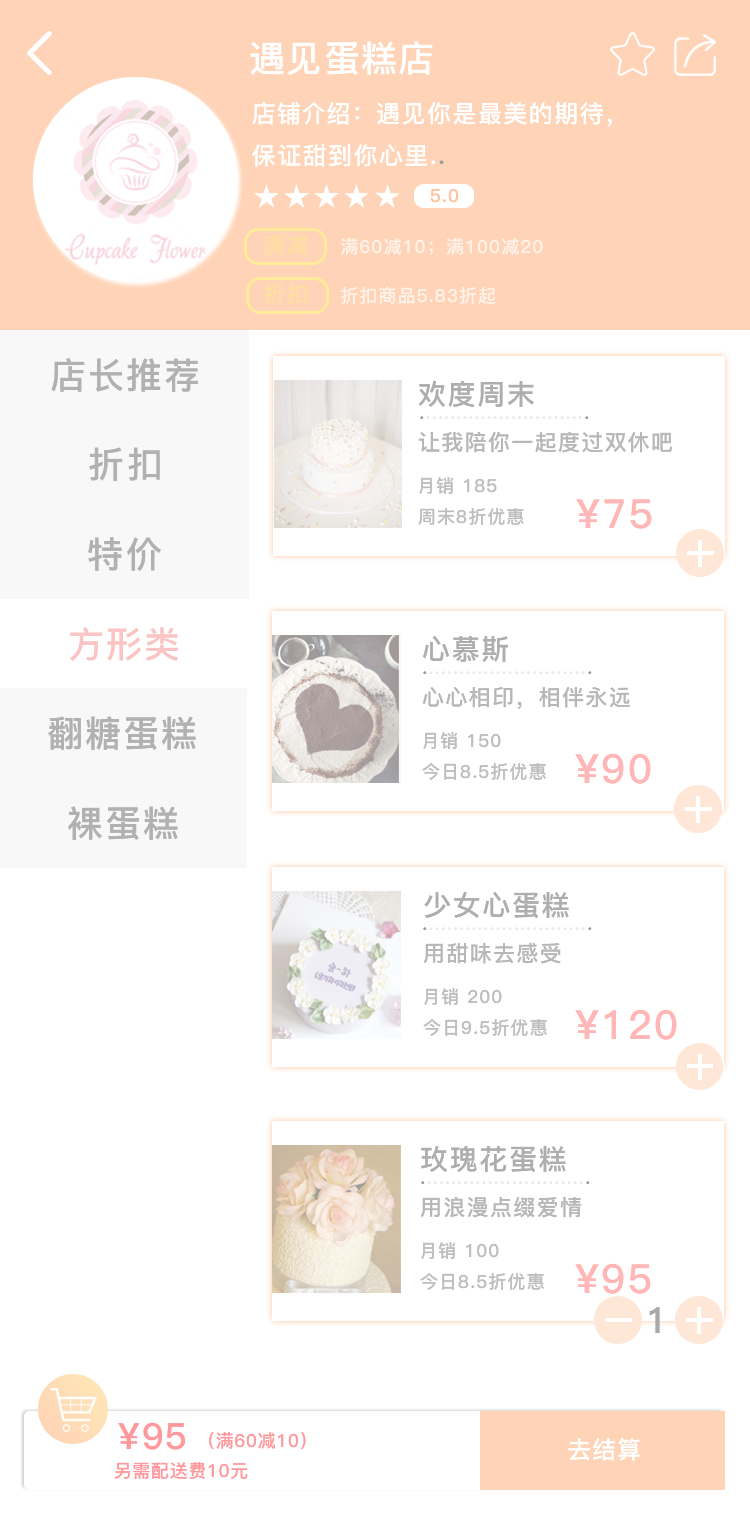 遇见蛋糕店
店铺介绍：遇见你是最美的期待，
保证甜到你心里..
5.0
满减 满60减10；满100减20
折扣 折扣商品5.83折起
Cupcake Flower
店长推荐
折扣
特价
方形类
翻糖蛋糕
裸蛋糕
欢度周末
让我陪你一起度过双休吧
月销 185
周末8折优惠
¥75
心慕斯
心心相印，相伴永远
月销 150
今日8.5折优惠
¥90
少女心蛋糕
用甜味去感受
月销 200
今日9.5折优惠
¥120
玫瑰花蛋糕
用浪漫点缀爱情
月销 100
今日8.5折优惠
¥95
1
¥95 （满60减10）
另需配送费10元
去结算